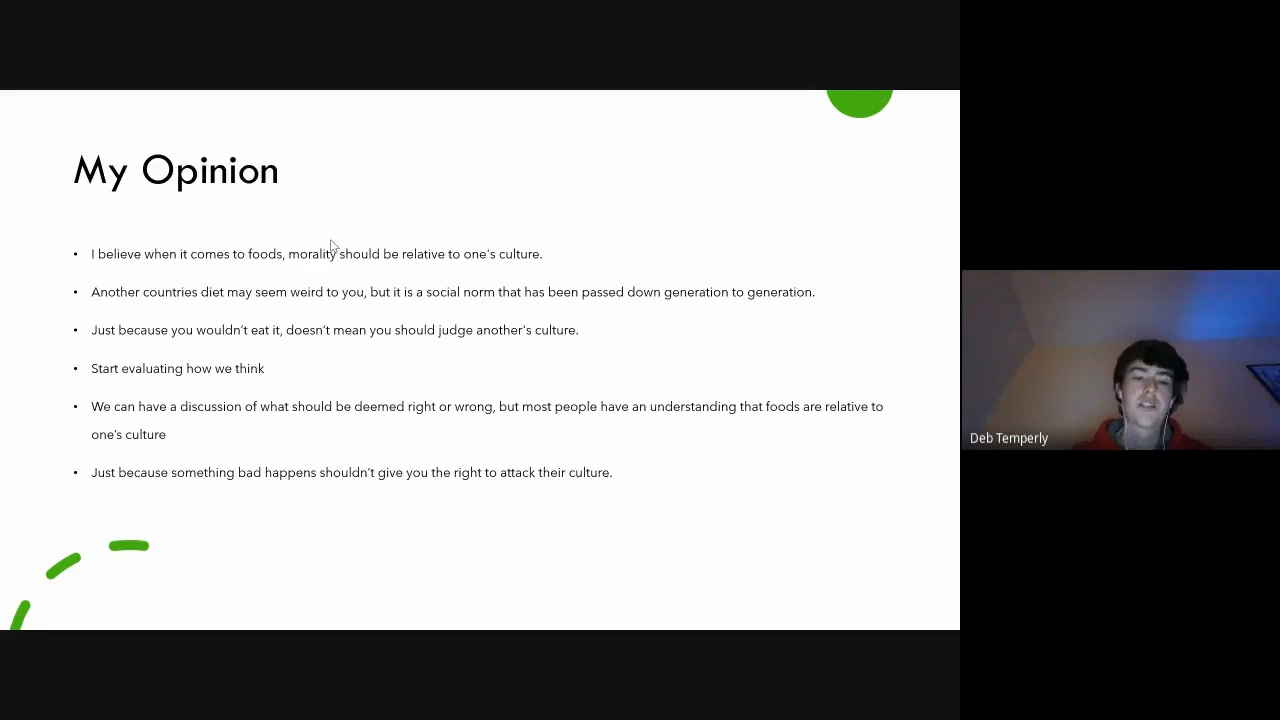 My Opinion
• I believe when it comes to foods, morality should be relative to one's culture.
• Another countries diet may seem weird to you, but it is a social norm that has been passed down generation to generation.
• Just because you wouldn't eat it, doesn't mean you should judge another's culture.
• Start evaluating how we think
• We can have a discussion of what should be deemed right or wrong, but most people have an understanding that foods are relative to
one's culture
• Just because something bad happens shouldn't give you the right to attack their culture.
Deb Temperly